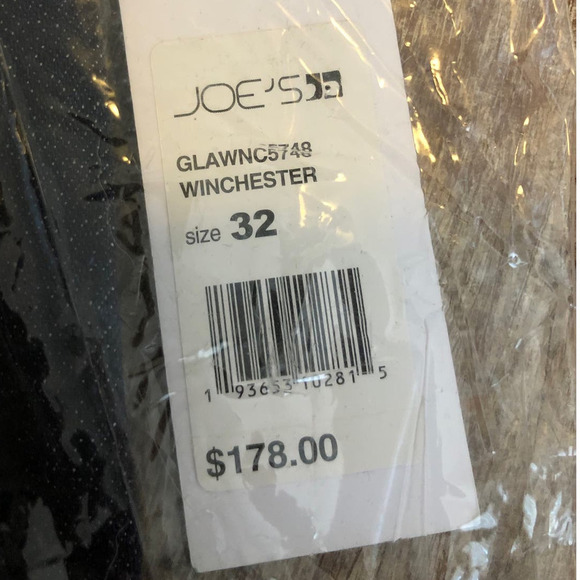 JOE'S
GLAWNC5748
WINCHESTER
size 32
1 93653 10281 5
$178.00